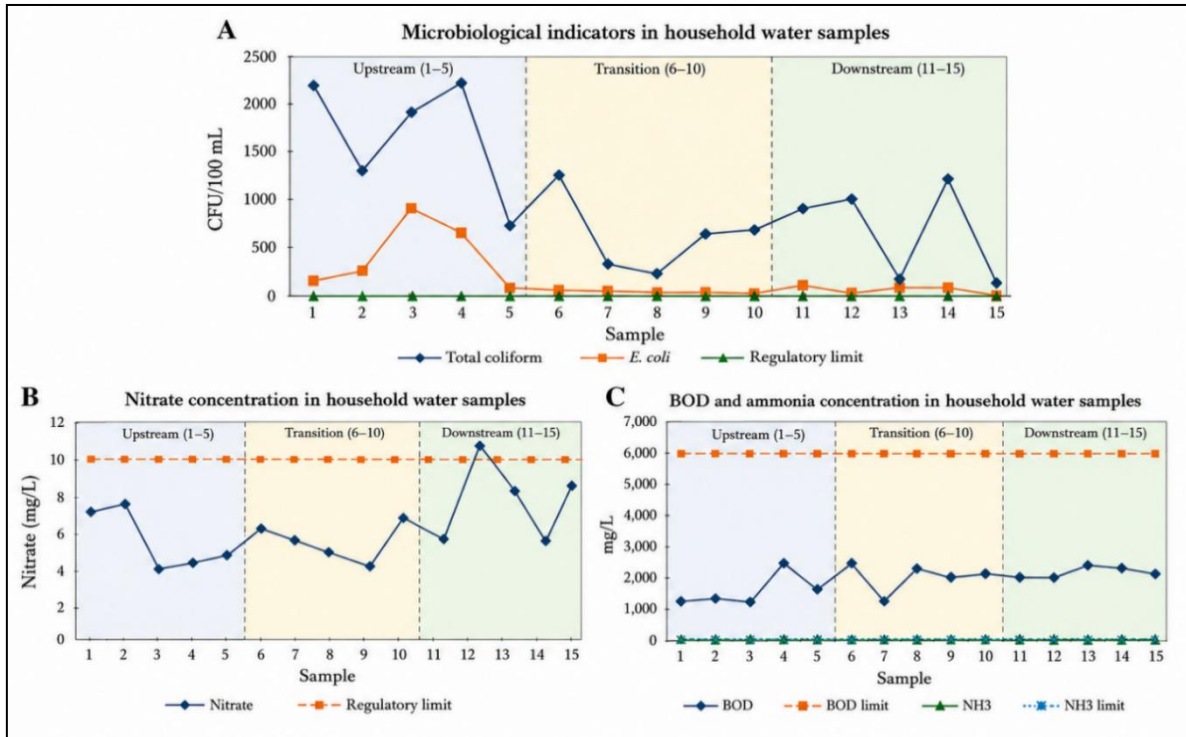 A Microbiological indicators in household water samples
Upstream (1–5) Transition (6–10) Downstream (11–15)
CFU/100 mL
2500
2000
1500
1000
500
0
1 2 3 4 5 6 7 8 9 10 11 12 13 14 15
Sample
Total coliform E. coli Regulatory limit
B Nitrate concentration in household water samples
Upstream (1–5) Transition (6–10) Downstream (11–15)
Nitrate (mg/L)
12
10
8
6
4
2
0
1 2 3 4 5 6 7 8 9 10 11 12 13 14 15
Sample
Nitrate Regulatory limit
C BOD and ammonia concentration in household water samples
Upstream (1–5) Transition (6–10) Downstream (11–15)
mg/L
7,000
6,000
5,000
4,000
3,000
2,000
1,000
0
1 2 3 4 5 6 7 8 9 10 11 12 13 14 15
Sample
BOD BOD limit NH3 NH3 limit